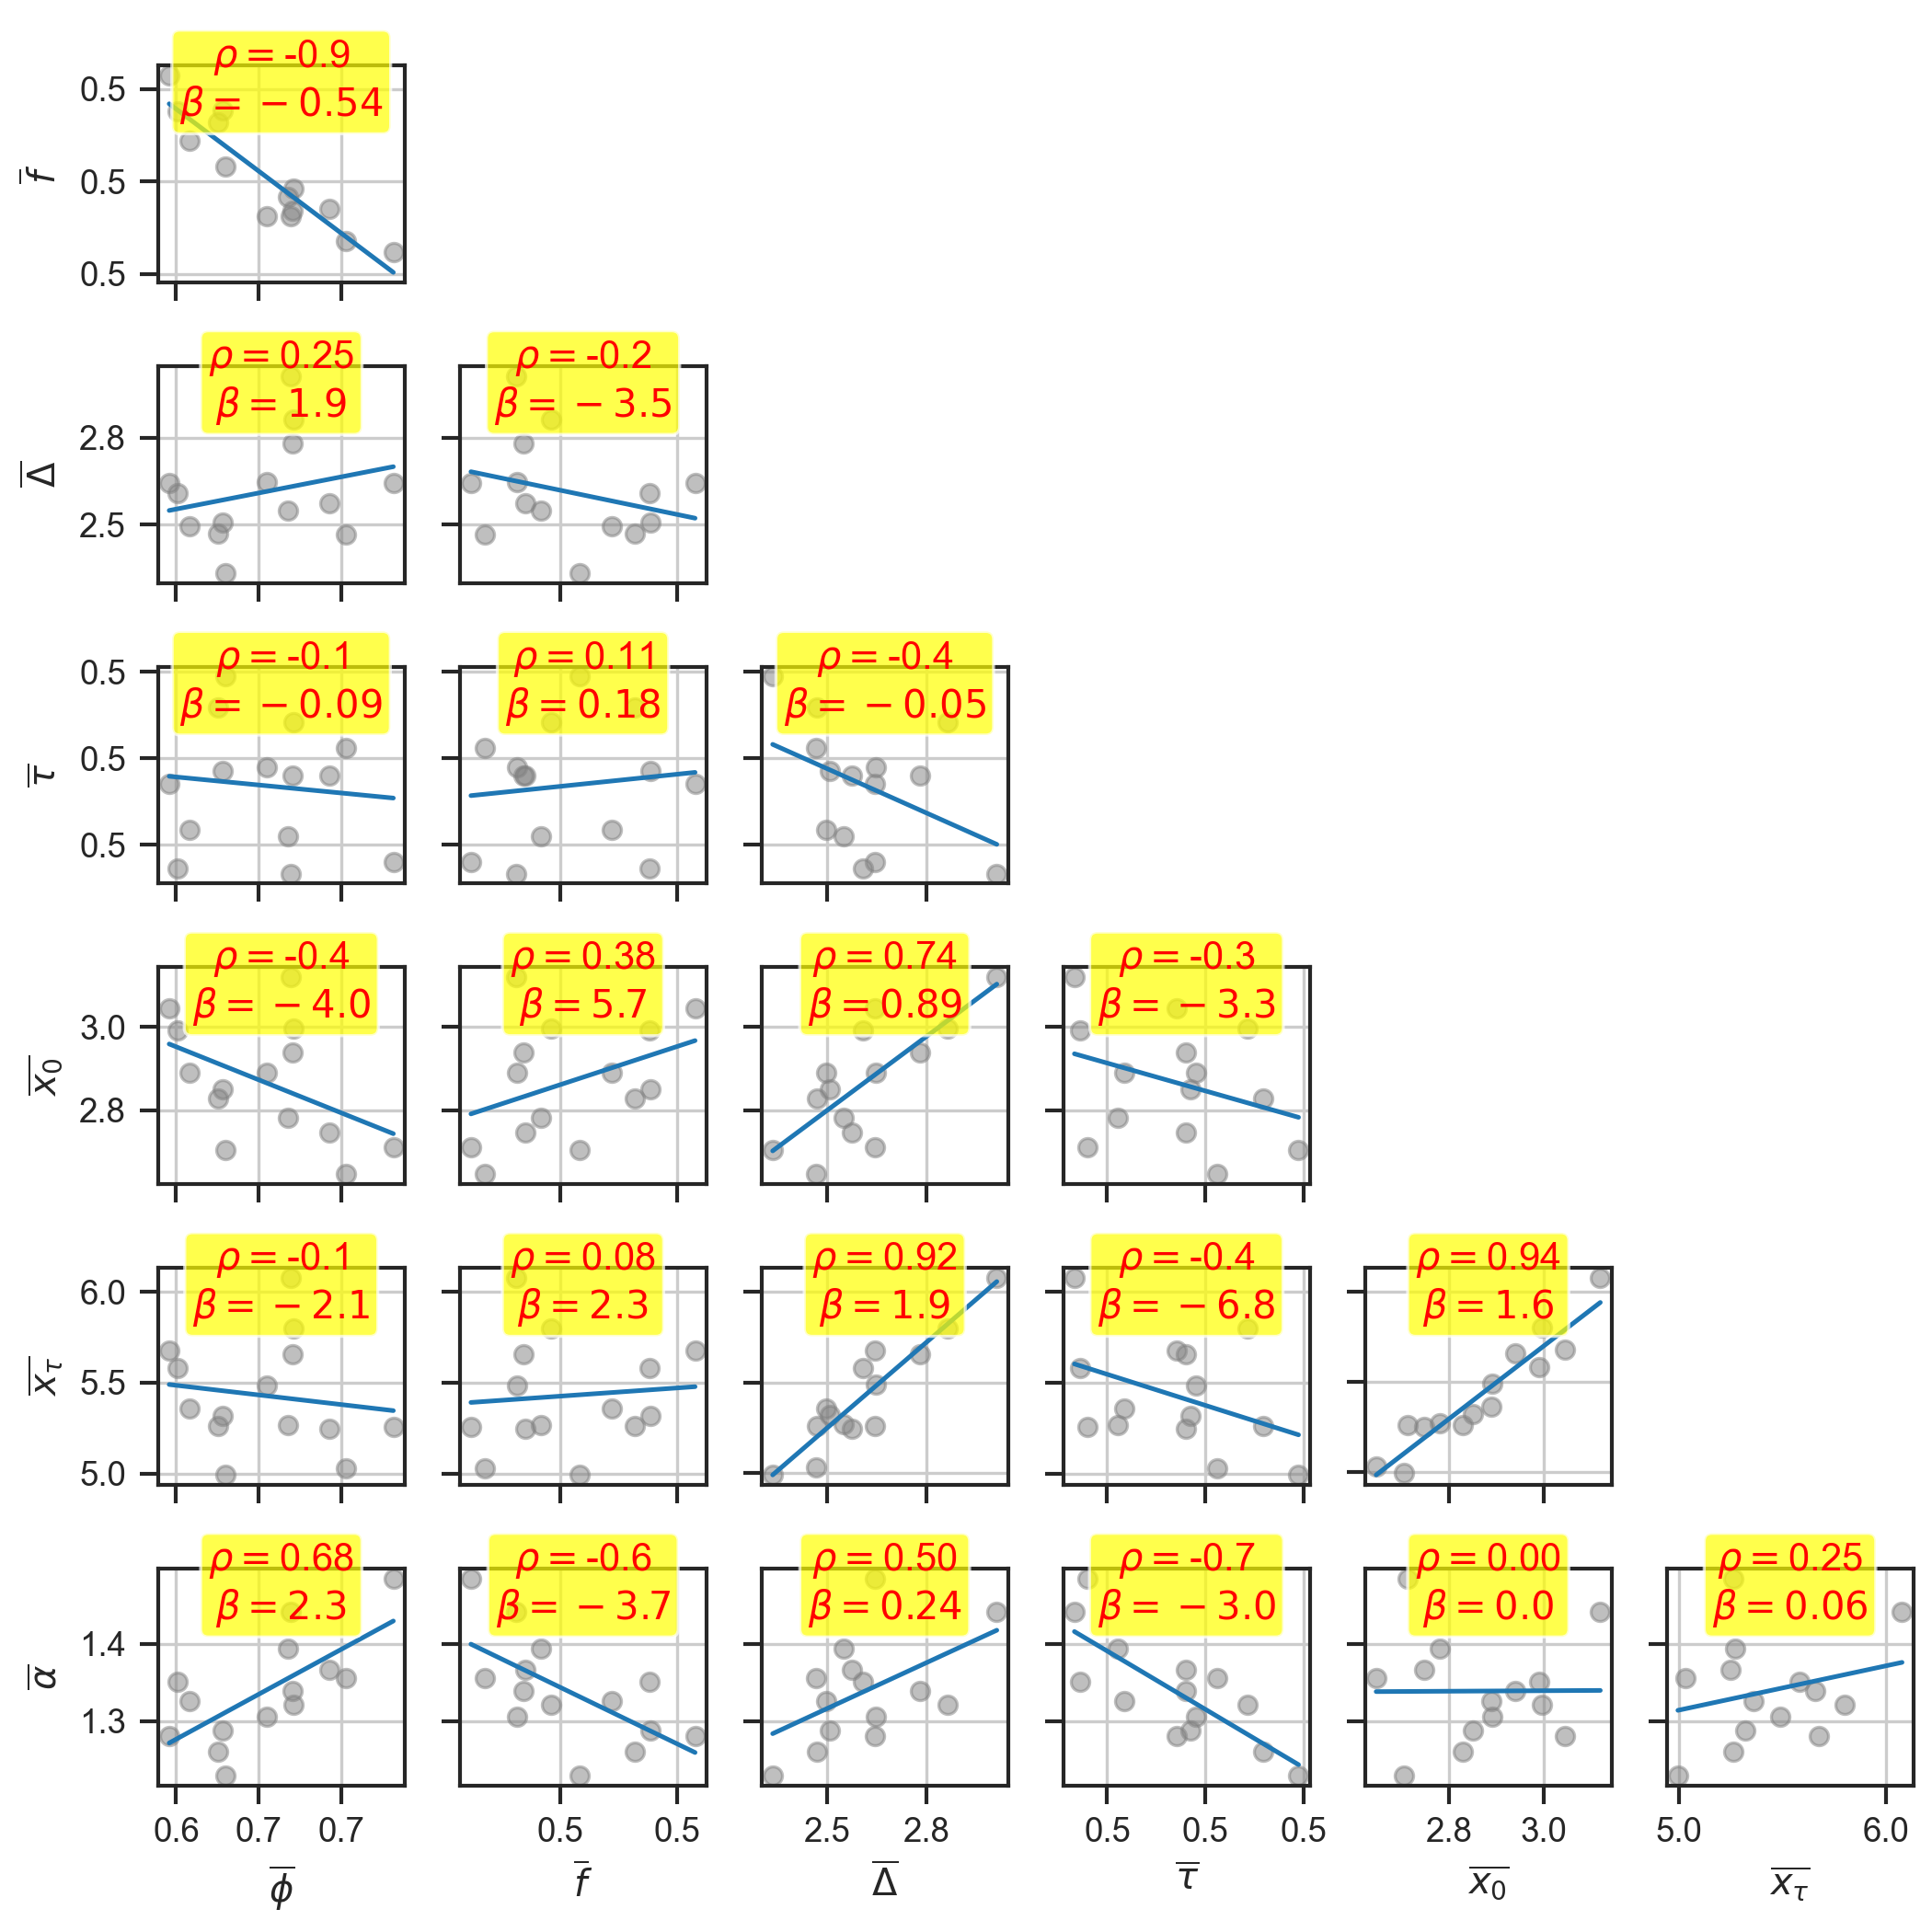 ρ = -0.9
β = −0.54
0.5
0.5
0.5
f̅
ρ = 0.25
β = 1.9
ρ = -0.2
β = −3.5
2.8
2.5
Δ̅
ρ = -0.1
β = −0.09
ρ = 0.11
β = 0.18
ρ = -0.4
β = −0.05
0.5
0.5
0.5
τ̅
ρ = -0.4
β = −4.0
ρ = 0.38
β = 5.7
ρ = 0.74
β = 0.89
ρ = -0.3
β = −3.3
3.0
2.8
x̅₀
ρ = -0.1
β = −2.1
ρ = 0.08
β = 2.3
ρ = 0.92
β = 1.9
ρ = -0.4
β = −6.8
ρ = 0.94
β = 1.6
6.0
5.5
5.0
x̅_τ
ρ = 0.68
β = 2.3
ρ = -0.6
β = −3.7
ρ = 0.50
β = 0.24
ρ = -0.7
β = −3.0
ρ = 0.00
β = 0.0
ρ = 0.25
β = 0.06
1.4
1.3
α̅
0.6 0.7 0.7 0.5 0.5 2.5 2.8 0.5 0.5 0.5 2.8 3.0 5.0 6.0
ϕ̅ f̅ Δ̅ τ̅ x̅₀ x̅_τ